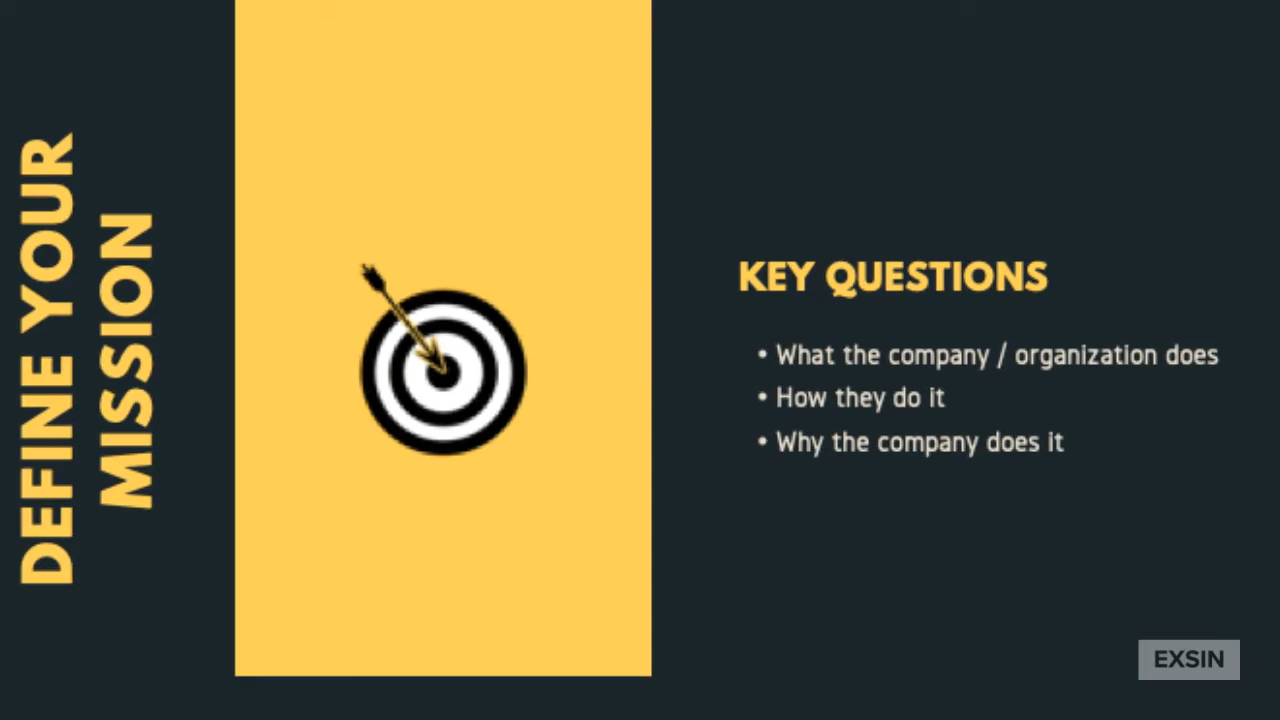 DEFINE YOUR
MISSION
KEY QUESTIONS
• What the company / organization does
• How they do it
• Why the company does it
EXSIN